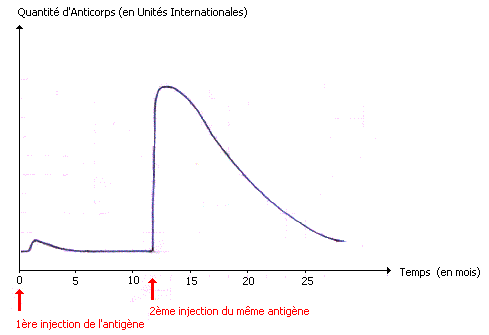 Quantité d'Anticorps (en Unités Internationales)
0 5 10 15 20 25
Temps (en mois)
2ème injection du même antigène
1ère injection de l'antigène